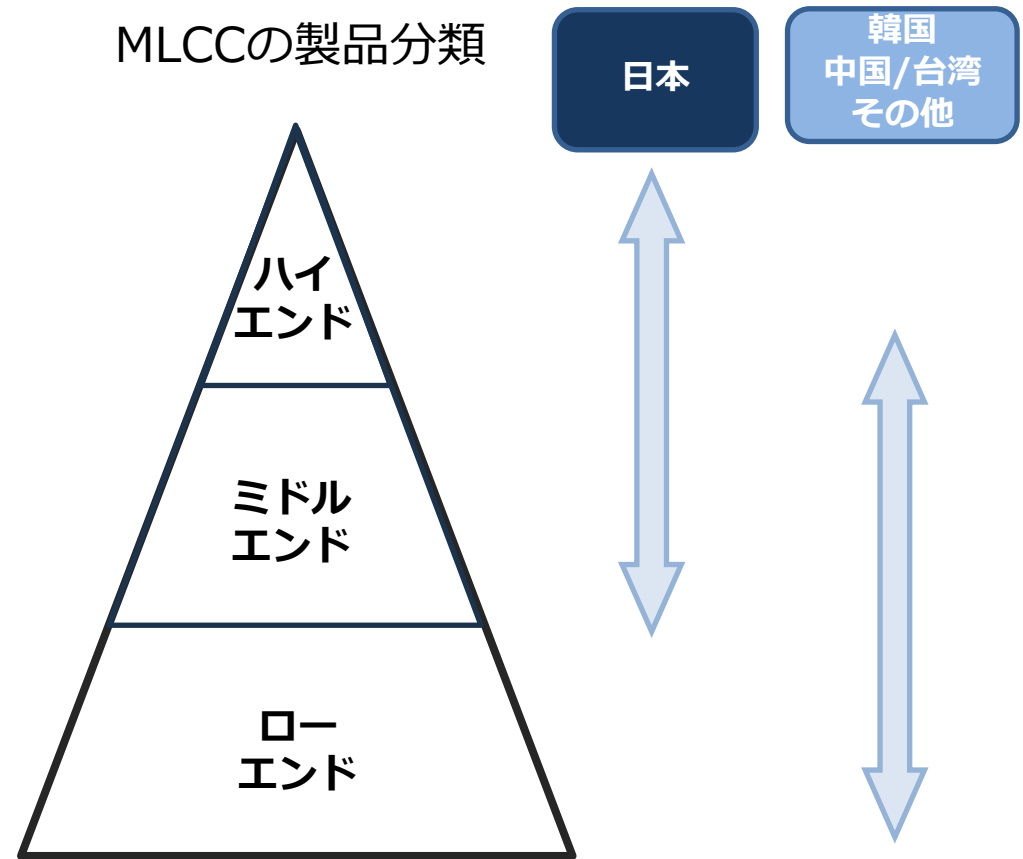 MLCCの製品分類
日本
韓国
中国/台湾
その他
ハイ
エンド
ミドル
エンド
ロー
エンド